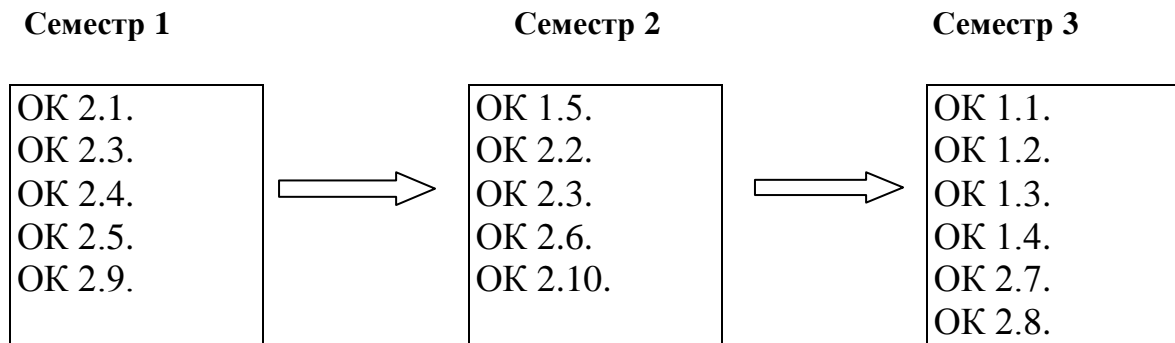 Семестр 1
Семестр 2
Семестр 3
ОК 2.1.
ОК 2.3.
ОК 2.4.
ОК 2.5.
ОК 2.9.
ОК 1.5.
ОК 2.2.
ОК 2.3.
ОК 2.6.
ОК 2.10.
ОК 1.1.
ОК 1.2.
ОК 1.3.
ОК 1.4.
ОК 2.7.
ОК 2.8.